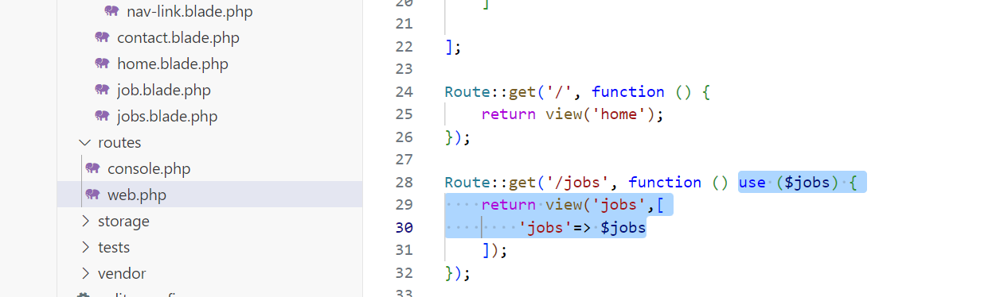 nav-link.blade.php
contact.blade.php
home.blade.php
job.blade.php
jobs.blade.php
routes
console.php
web.php
storage
tests
vendor
20 ]
21
22 ];
23
24 Route::get('/', function () {
25 return view('home');
26 });
27
28 Route::get('/jobs', function () use ($jobs) {
29 return view('jobs',[
30 'jobs'=> $jobs
31 ]);
32 });
33